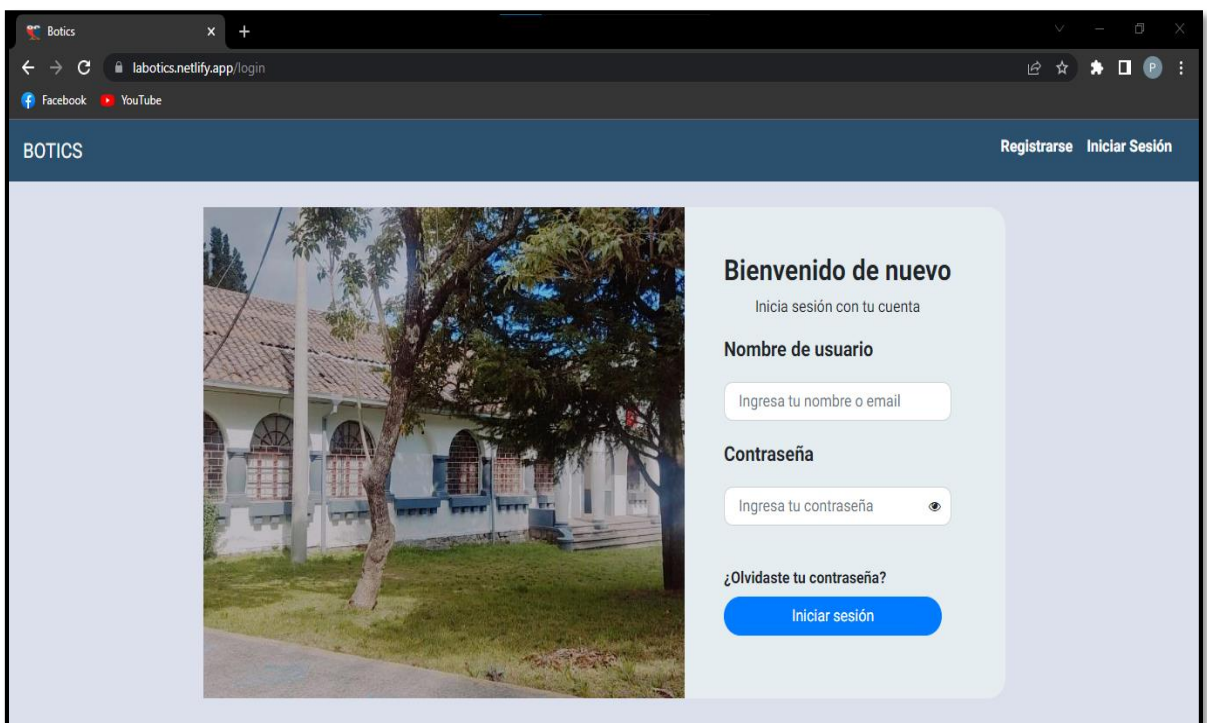 Botics
labotics.netlify.app/login
P
Facebook YouTube
BOTICS Registrarse Iniciar Sesión
Bienvenido de nuevo
Inicia sesión con tu cuenta
Nombre de usuario
Ingresa tu nombre o email
Contraseña
Ingresa tu contraseña
¿Olvidaste tu contraseña?
Iniciar sesión